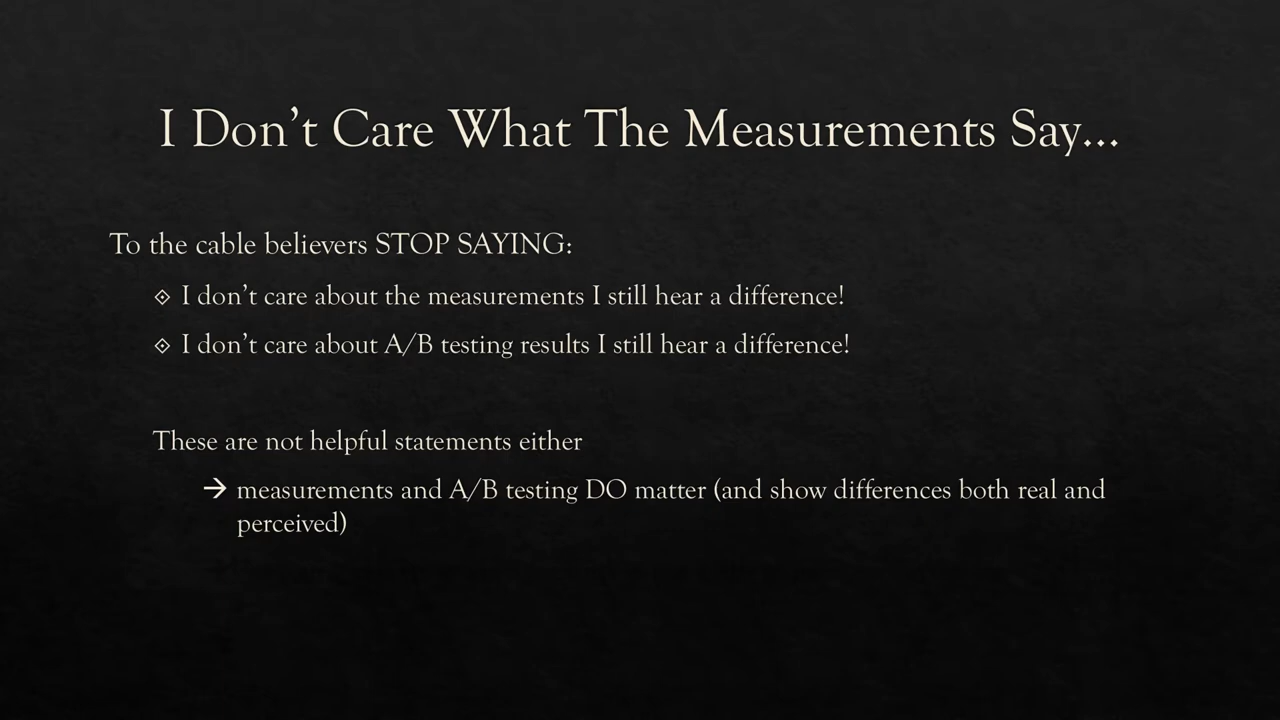 I Don’t Care What The Measurements Say…
To the cable believers STOP SAYING:
I don’t care about the measurements I still hear a difference!
I don’t care about A/B testing results I still hear a difference!
These are not helpful statements either
→ measurements and A/B testing DO matter (and show differences both real and
perceived)